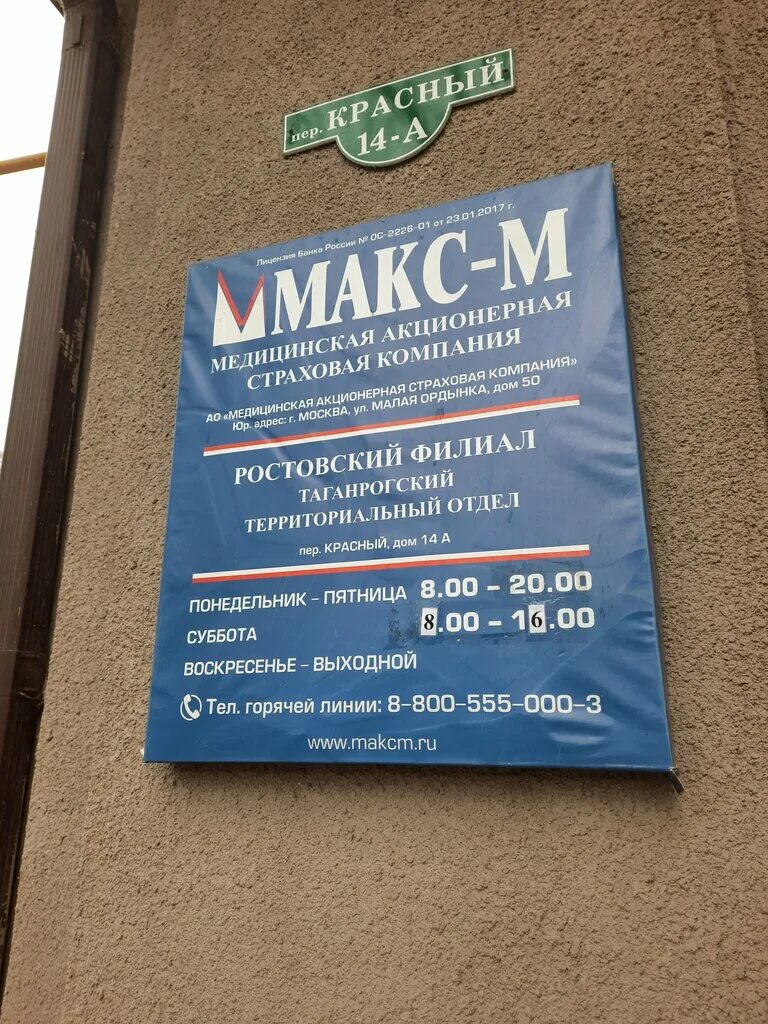 пер. КРАСНЫЙ
14-А
Лицензия Банка России № ОС-2226-01 от 23.01.2017 г.
МАКС-М
МЕДИЦИНСКАЯ АКЦИОНЕРНАЯ
СТРАХОВАЯ КОМПАНИЯ
АО «МЕДИЦИНСКАЯ АКЦИОНЕРНАЯ СТРАХОВАЯ КОМПАНИЯ»
Юр. адрес: г. МОСКВА, ул. МАЛАЯ ОРДЫНКА, дом 50
РОСТОВСКИЙ ФИЛИАЛ
ТАГАНРОГСКИЙ
ТЕРРИТОРИАЛЬНЫЙ ОТДЕЛ
пер. КРАСНЫЙ, дом 14 А
ПОНЕДЕЛЬНИК – ПЯТНИЦА 8.00 – 20.00
СУББОТА 8.00 – 16.00
ВОСКРЕСЕНЬЕ – ВЫХОДНОЙ
Тел. горячей линии: 8-800-555-000-3
www.makcm.ru